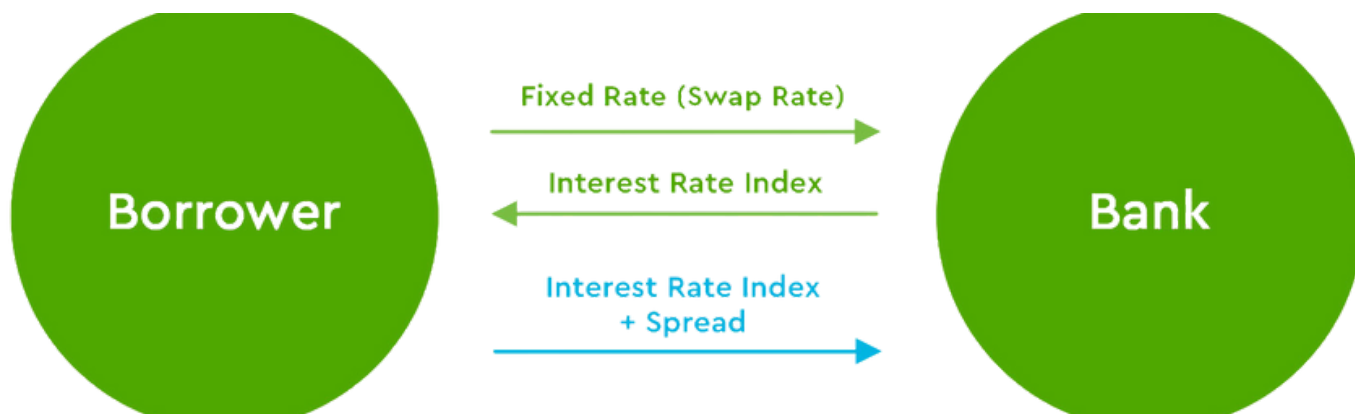 Fixed Rate (Swap Rate)
Interest Rate Index
Borrower
Bank
Interest Rate Index
+ Spread